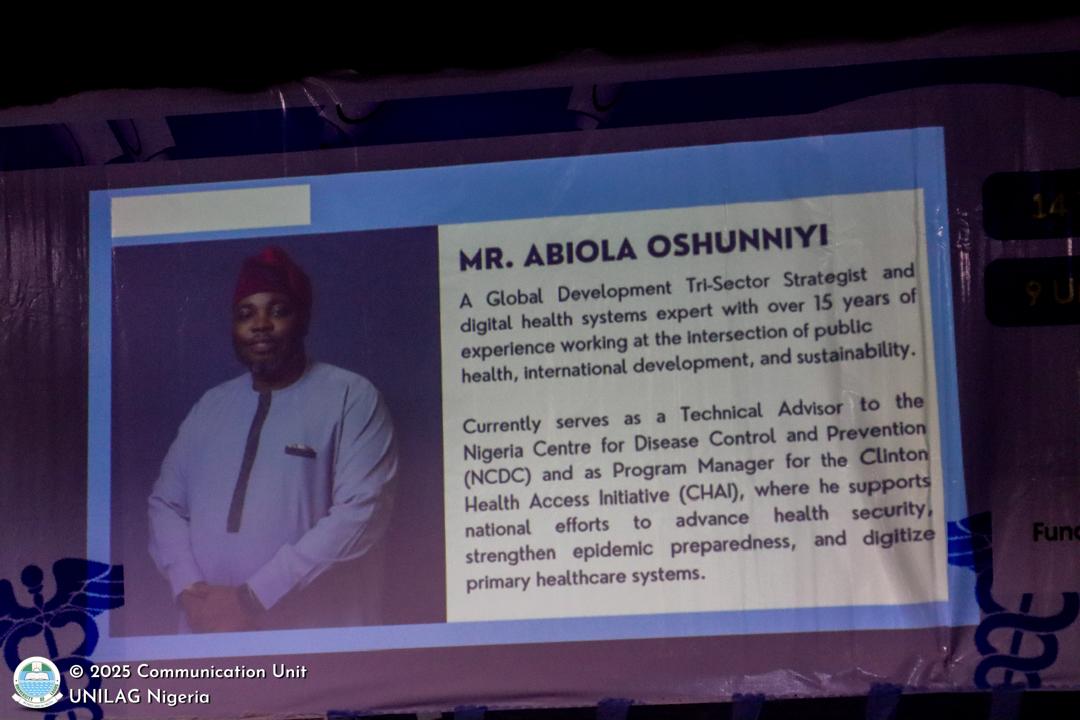 MR. ABIOLA OSHUNNIYI
A Global Development Tri-Sector Strategist and
digital health systems expert with over 15 years of
experience working at the intersection of public
health, international development, and sustainability.
Currently serves as a Technical Advisor to the
Nigeria Centre for Disease Control and Prevention
(NCDC) and as Program Manager for the Clinton
Health Access Initiative (CHAI), where he supports
national efforts to advance health security,
strengthen epidemic preparedness, and digitize
primary healthcare systems.
14
9 U
Fun
© 2025 Communication Unit
UNILAG Nigeria